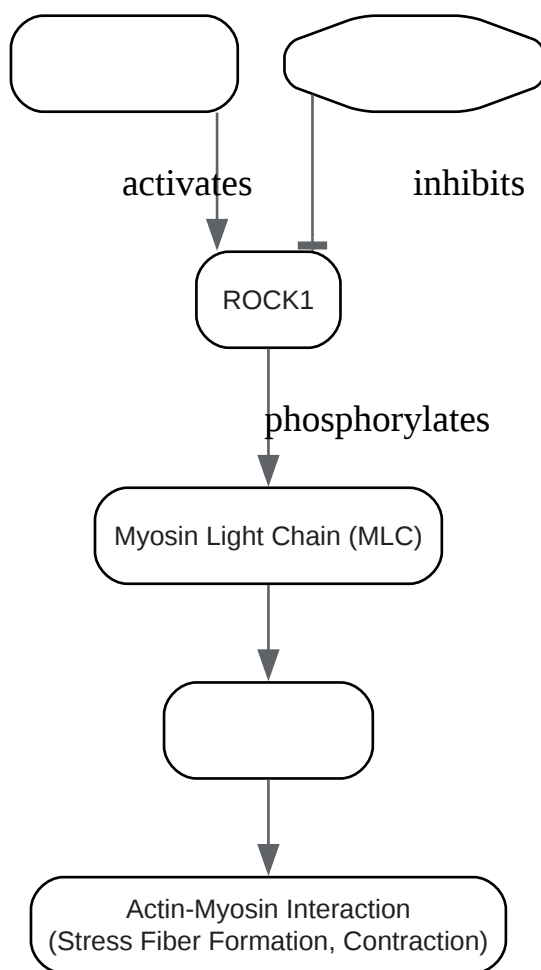 activates
inhibits
ROCK1
phosphorylates
Myosin Light Chain (MLC)
Actin-Myosin Interaction
(Stress Fiber Formation, Contraction)